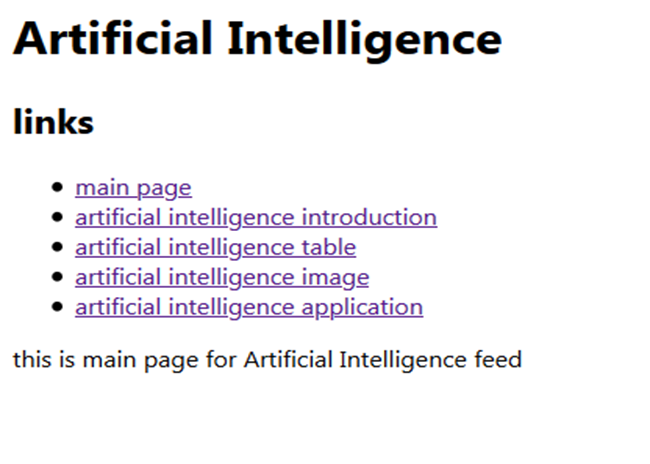 Artificial Intelligence
links
main page
artificial intelligence introduction
artificial intelligence table
artificial intelligence image
artificial intelligence application
this is main page for Artificial Intelligence feed